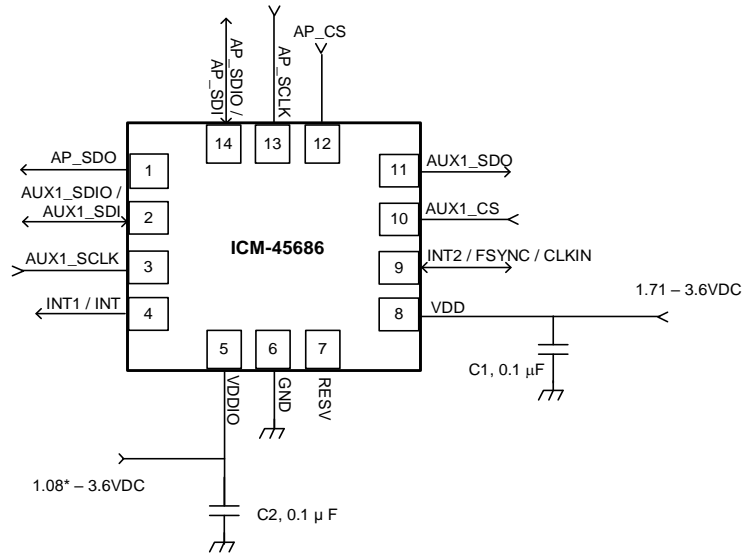 AP_CS
AP_SDIO /
AP_SDI
AP_SCLK
14
13
12
AP_SDO
1
11
AUX1_SDO
AUX1_SDIO /
AUX1_SDI
2
10
AUX1_CS
ICM-45686
AUX1_SCLK
3
9
INT2 / FSYNC / CLKIN
INT1 / INT
4
8
VDD
1.71 – 3.6VDC
5
6
7
C1, 0.1 µF
VDDIO
GND
RESV
1.08* – 3.6VDC
C2, 0.1 µ F